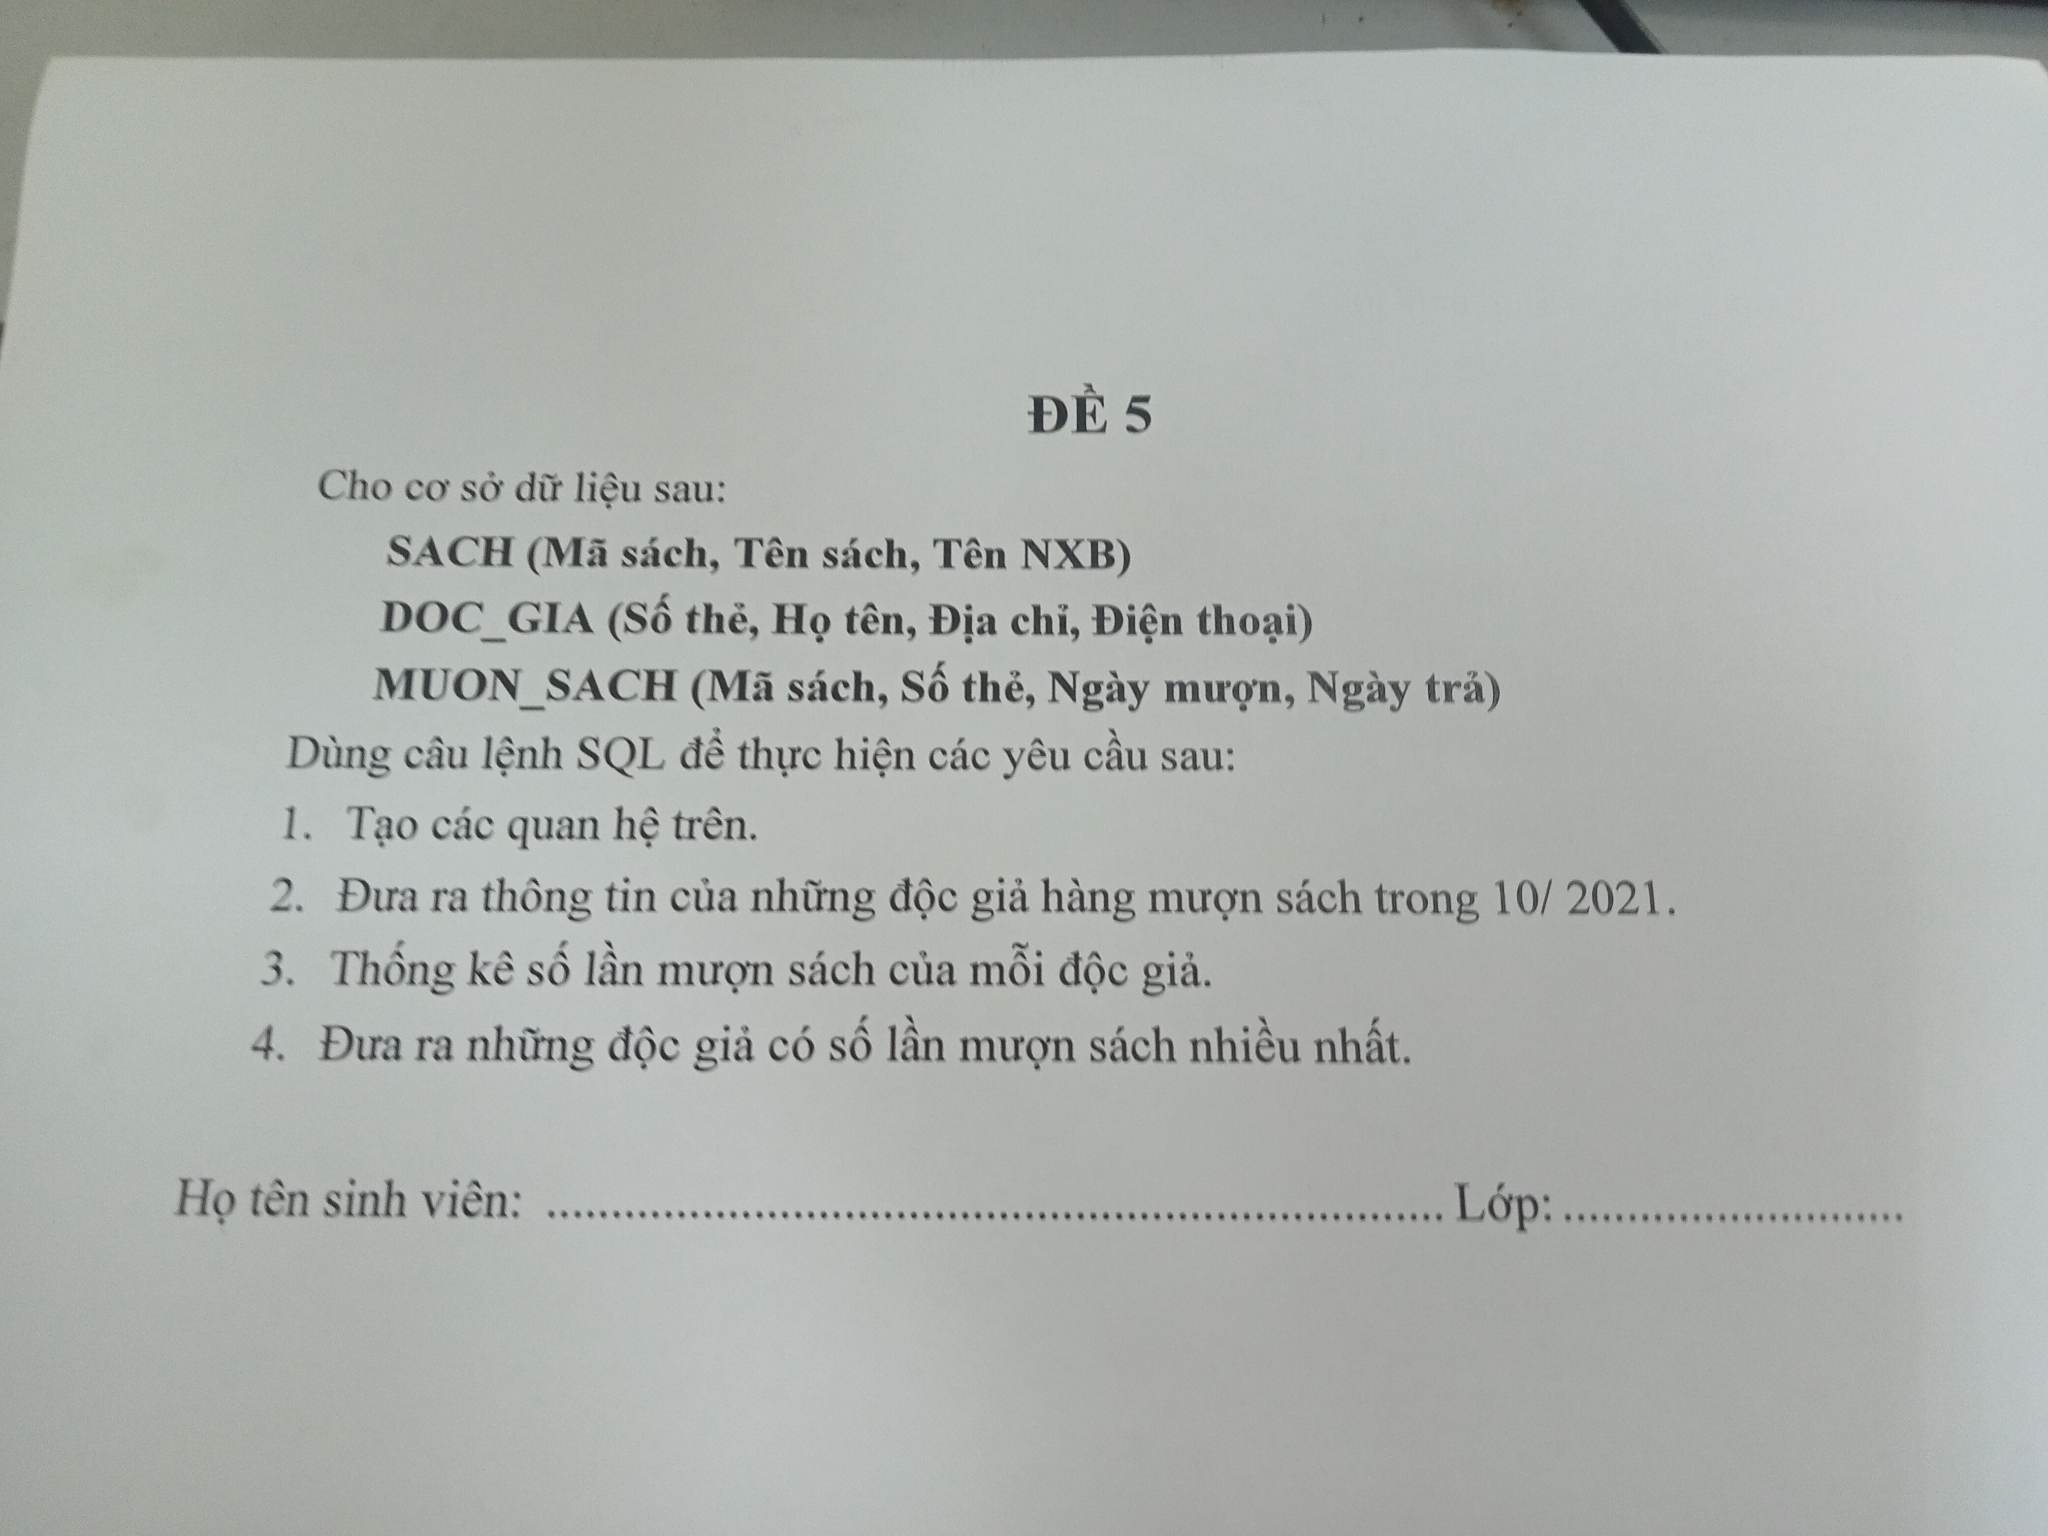 ĐỀ 5
Cho cơ sở dữ liệu sau:
SACH (Mã sách, Tên sách, Tên NXB)
DOC_GIA (Số thẻ, Họ tên, Địa chỉ, Điện thoại)
MUON_SACH (Mã sách, Số thẻ, Ngày mượn, Ngày trả)
Dùng câu lệnh SQL để thực hiện các yêu cầu sau:
1. Tạo các quan hệ trên.
2. Đưa ra thông tin của những độc giả hàng mượn sách trong 10/ 2021.
3. Thống kê số lần mượn sách của mỗi độc giả.
4. Đưa ra những độc giả có số lần mượn sách nhiều nhất.
Họ tên sinh viên: ........................................................................ Lớp: ...........................